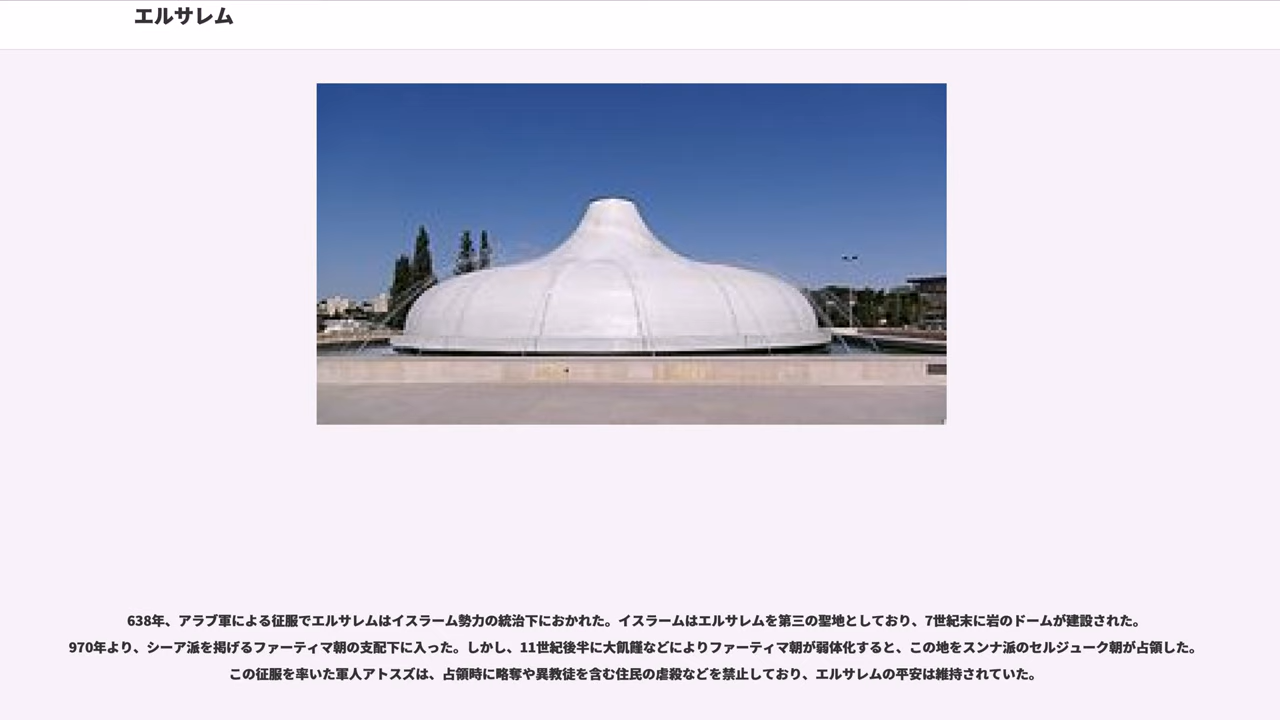 エルサレム
638年、アラブ軍による征服でエルサレムはイスラーム勢力の統治下におかれた。イスラームはエルサレムを第三の聖地としており、7世紀末に岩のドームが建設された。
970年より、シーア派を掲げるファーティマ朝の支配下に入った。しかし、11世紀後半に大飢饉などによりファーティマ朝が弱体化すると、この地をスンナ派のセルジューク朝が占領した。
この征服を率いた軍人アトスズは、占領時に略奪や異教徒を含む住民の虐殺などを禁止しており、エルサレムの平安は維持されていた。